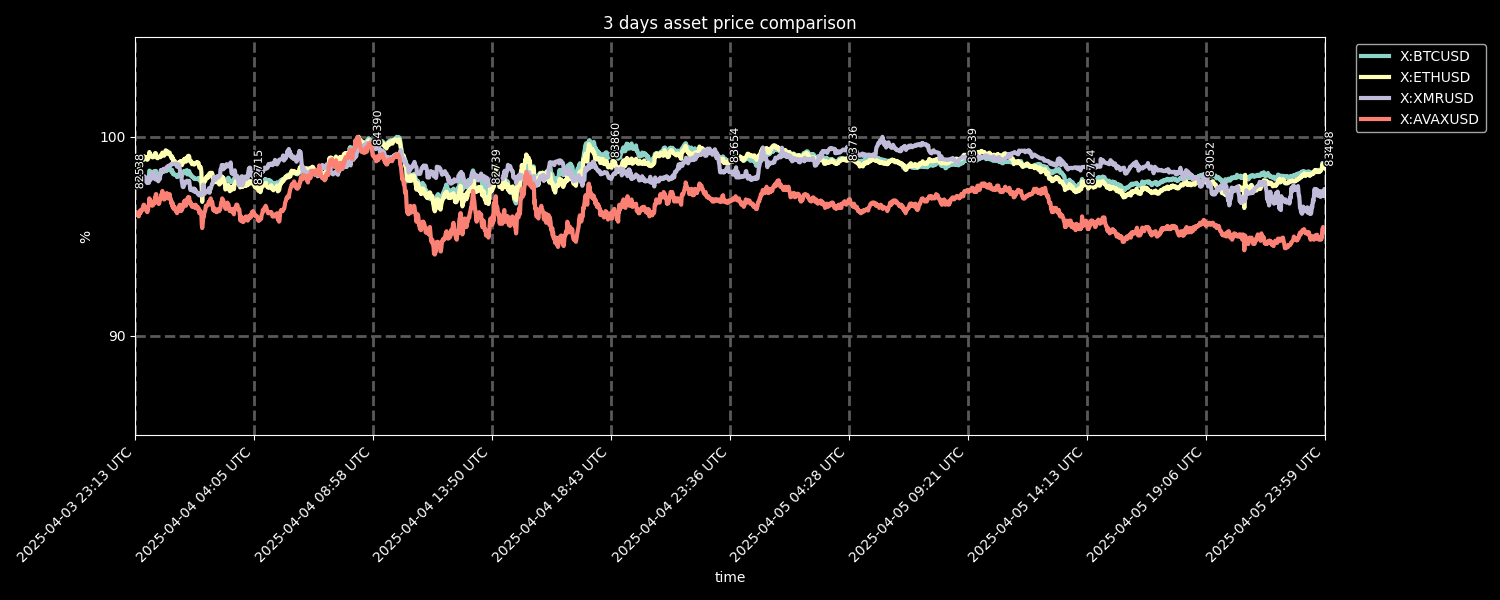 3 days asset price comparison
X:BTCUSD
X:ETHUSD
X:XMRUSD
X:AVAXUSD
100
90
%
82538
82715
84390
82739
83860
83654
83736
83639
82724
83052
83498
2025-04-03 23:13 UTC
2025-04-04 04:05 UTC
2025-04-04 08:58 UTC
2025-04-04 13:50 UTC
2025-04-04 18:43 UTC
2025-04-04 23:36 UTC
2025-04-05 04:28 UTC
2025-04-05 09:21 UTC
2025-04-05 14:13 UTC
2025-04-05 19:06 UTC
2025-04-05 23:59 UTC
time